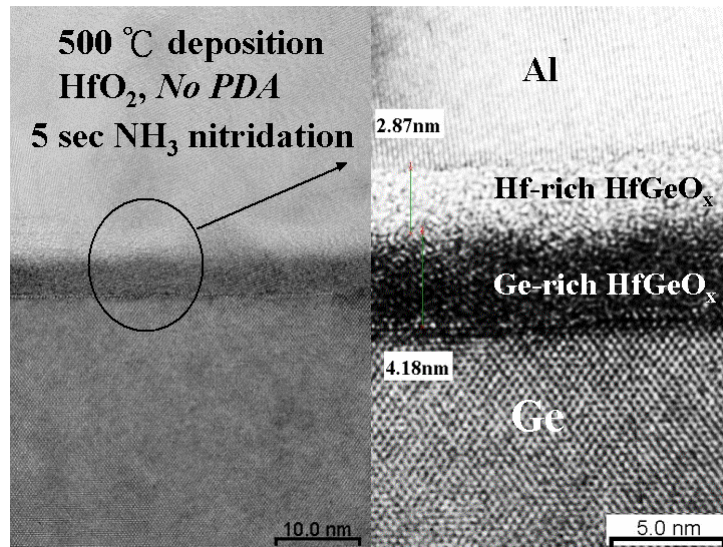 500 ℃ deposition
HfO₂, No PDA
5 sec NH₃ nitridation
10.0 nm
Al
2.87nm
Hf-rich HfGeOₓ
Ge-rich HfGeOₓ
4.18nm
Ge
5.0 nm